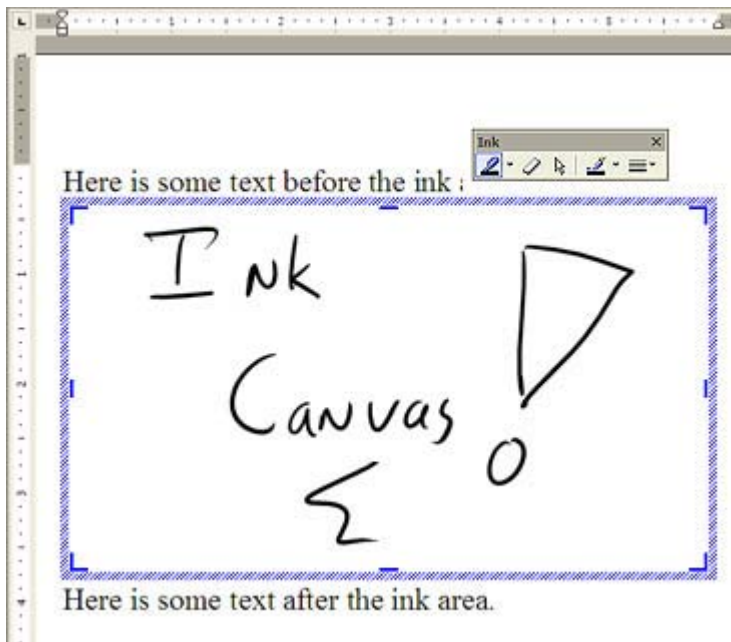 Ink
Here is some text before the ink
Ink
Canvas
Here is some text after the ink area.